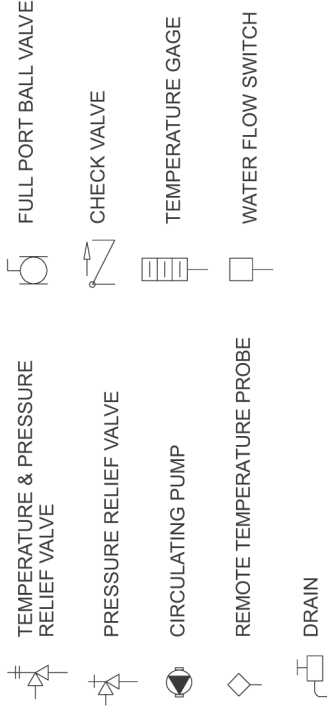 TEMPERATURE & PRESSURE
RELIEF VALVE
PRESSURE RELIEF VALVE
CIRCULATING PUMP
REMOTE TEMPERATURE PROBE
DRAIN
FULL PORT BALL VALVE
CHECK VALVE
TEMPERATURE GAGE
WATER FLOW SWITCH